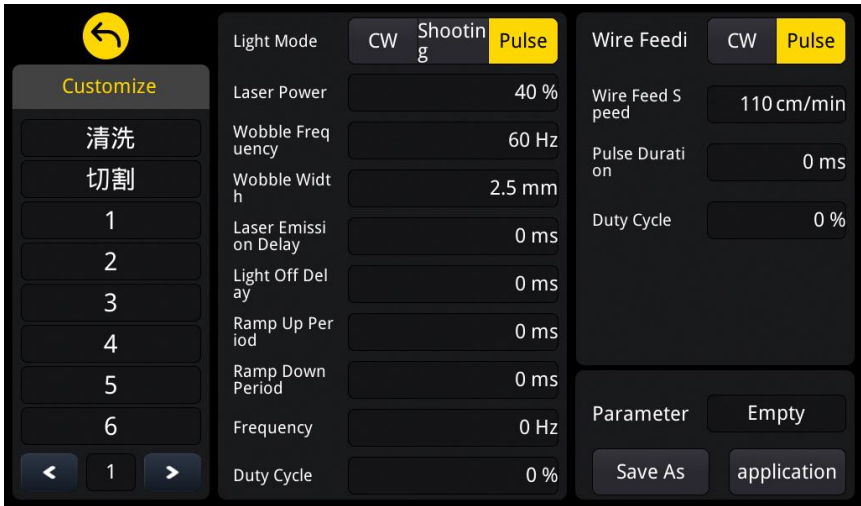 Customize
清洗
切割
1
2
3
4
5
6
1
Light Mode
CW
Shootin
g
Pulse
Laser Power
40 %
Wobble Freq
uency
60 Hz
Wobble Widt
h
2.5 mm
Laser Emissi
on Delay
0 ms
Light Off Del
ay
0 ms
Ramp Up Per
iod
0 ms
Ramp Down
Period
0 ms
Frequency
0 Hz
Duty Cycle
0 %
Wire Feedi
CW
Pulse
Wire Feed S
peed
110 cm/min
Pulse Durati
on
0 ms
Duty Cycle
0 %
Parameter
Empty
Save As
application